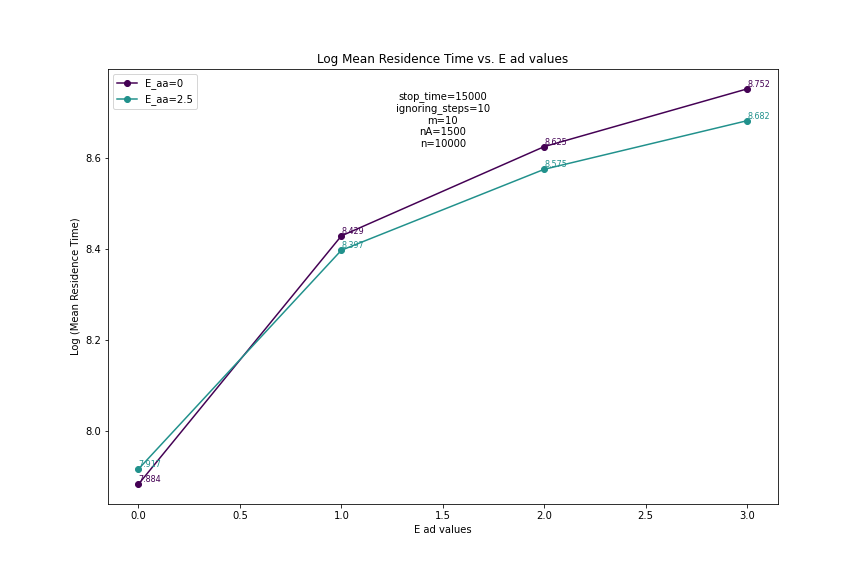 Log Mean Residence Time vs. E ad values
E_aa=0
E_aa=2.5
stop_time=15000
ignoring_steps=10
m=10
nA=1500
n=10000
8.752
8.682
8.625
8.575
8.429
8.397
7.917
7.884
8.6
8.4
8.2
8.0
Log (Mean Residence Time)
0.0 0.5 1.0 1.5 2.0 2.5 3.0
E ad values